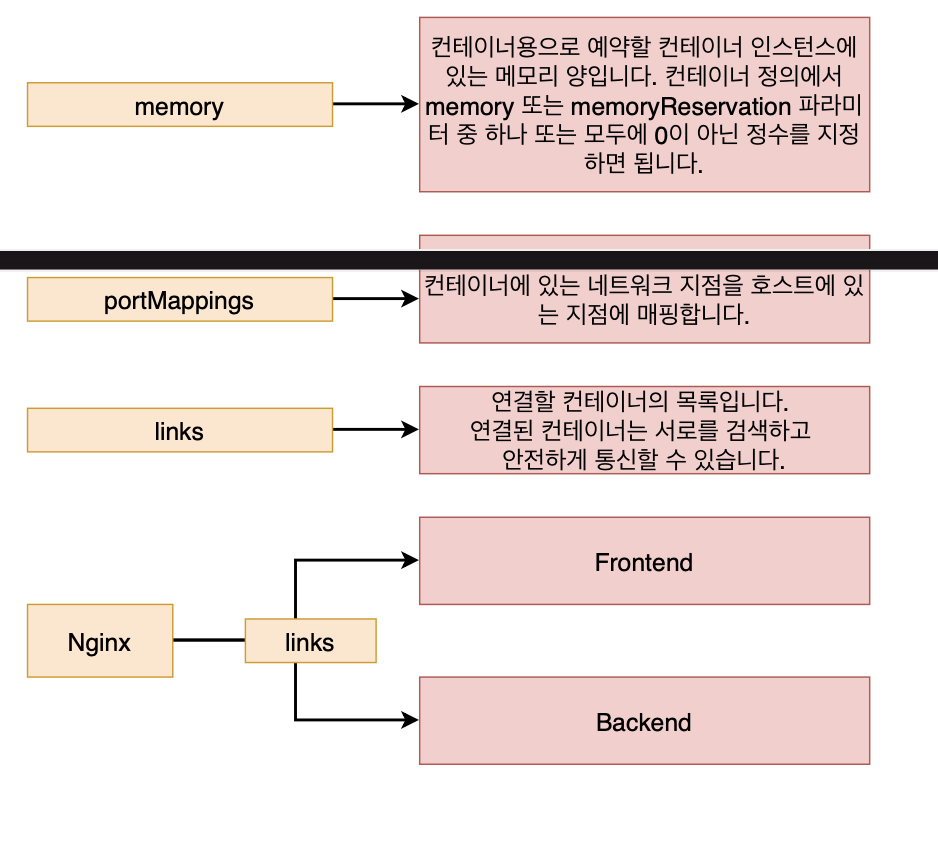 memory
컨테이너용으로 예약할 컨테이너 인스턴스에
있는 메모리 양입니다. 컨테이너 정의에서
memory 또는 memoryReservation 파라미
터 중 하나 또는 모두에 0이 아닌 정수를 지정
하면 됩니다.
portMappings
컨테이너에 있는 네트워크 지점을 호스트에 있
는 지점에 매핑합니다.
links
연결할 컨테이너의 목록입니다.
연결된 컨테이너는 서로를 검색하고
안전하게 통신할 수 있습니다.
Nginx
links
Frontend
Backend